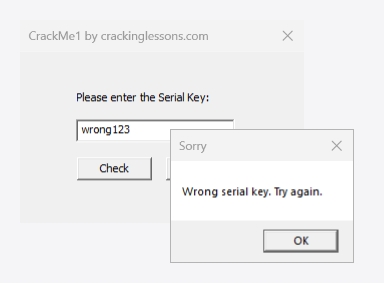 CrackMe1 by crackinglessons.com
Please enter the Serial Key:
wrong123
Check
Sorry
Wrong serial key. Try again.
OK